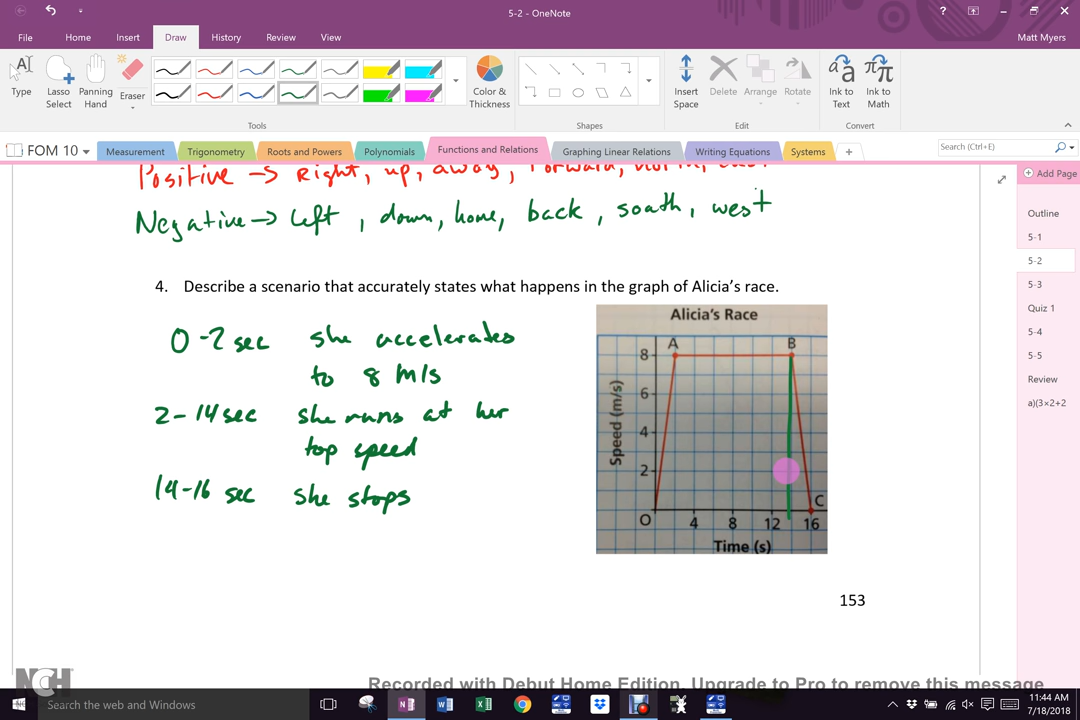 5-2 - OneNote
?
File Home Insert Draw History Review View Matt Myers
Type Lasso Select Panning Hand Eraser Color & Thickness Insert Space Delete Arrange Rotate Ink to Text Ink to Math
Tools Shapes Edit Convert
FOM 10 Measurement Trigonometry Roots and Powers Polynomials Functions and Relations Graphing Linear Relations Writing Equations Systems + Search (Ctrl+E)
Add Page
Outline
5-1
5-2
5-3
Quiz 1
5-4
5-5
Review
a)(3×2+2
Positive → Right, up, away, forward,
Negative → left, down, home, back, south, west
4. Describe a scenario that accurately states what happens in the graph of Alicia's race.
0-2 sec she accelerates
to 8 m/s
2-14 sec she runs at her
top speed
14-16 sec she stops
Alicia's Race
A B
8
6
4
2
Speed (m/s)
C
O 4 8 12 16
Time (s)
153
NCH
Recorded with Debut Home Edition. Upgrade to Pro to remove this message
Search the web and Windows
11:44 AM
7/18/2018